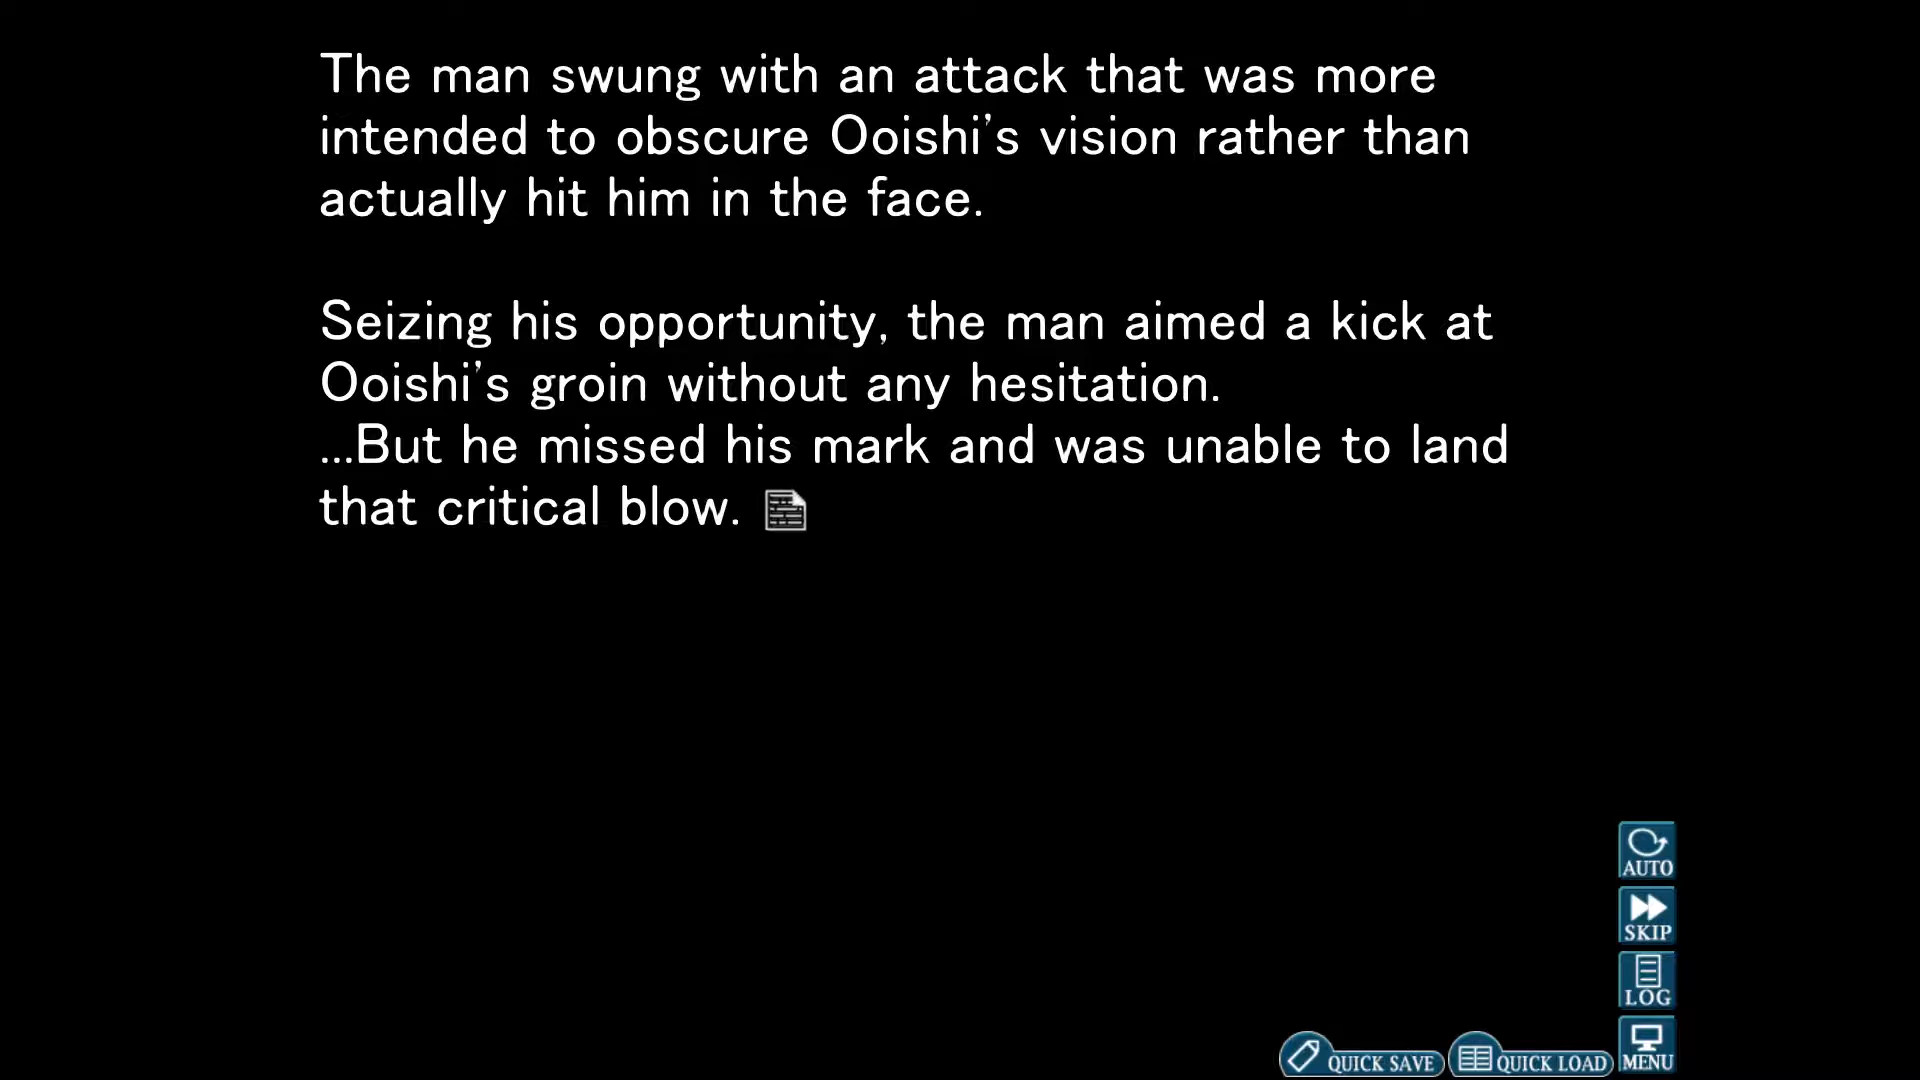 The man swung with an attack that was more
intended to obscure Ooishi's vision rather than
actually hit him in the face.
Seizing his opportunity, the man aimed a kick at
Ooishi's groin without any hesitation.
...But he missed his mark and was unable to land
that critical blow.
AUTO
SKIP
LOG
MENU
QUICK SAVE
QUICK LOAD